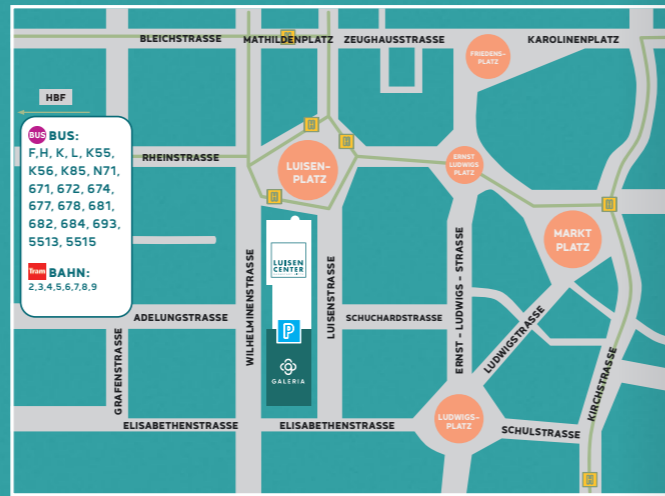 BLEICHSTRASSE
MATHILDENPLATZ
ZEUGHAUSSTRASSE
KAROLINENPLATZ
FRIEDENS-
PLATZ
HBF
BUS BUS:
F,H, K, L, K55,
K56, K85, N71,
671, 672, 674,
677, 678, 681,
682, 684, 693,
5513, 5515
Tram BAHN:
2,3,4,5,6,7,8,9
RHEINSTRASSE
LUISEN-
PLATZ
ERNST
LUDWIGS
PLATZ
MARKT
PLATZ
LUISEN
CENTER
P
GALERIA
WILHELMINENSTRASSE
LUISENSTRASSE
ERNST - LUDWIGS - STRASSE
ADELUNGSTRASSE
SCHUCHARDSTRASSE
LUDWIGSTRASSE
GRAFENSTRASSE
KIRCHSTRASSE
ELISABETHENSTRASSE
ELISABETHENSTRASSE
LUDWIGS-
PLATZ
SCHULSTRASSE
H
H
H
H
H
H